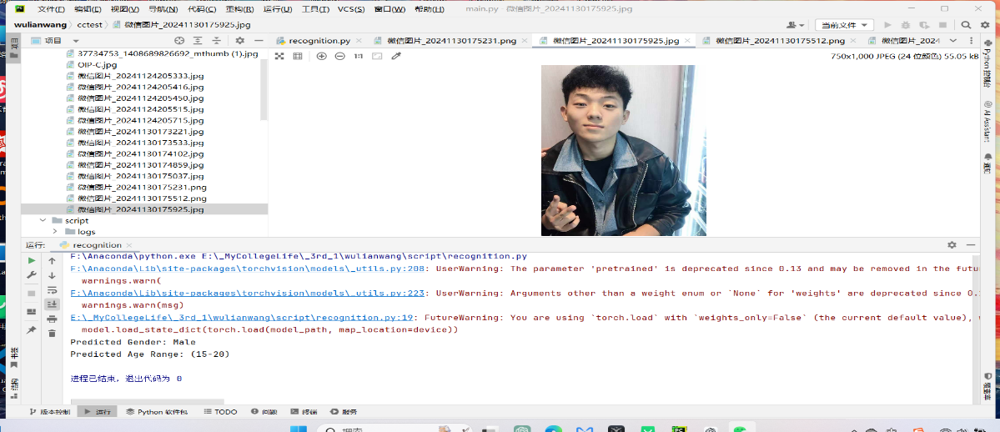 文件(F) 编辑(E) 视图(V) 导航(N) 代码(C) 重构(R) 运行(U) 工具(T) VCS(S) 窗口(W) 帮助(H) main.py - 微信图片_20241130175925.jpg
wulianwang cctest 微信图片_20241130175925.jpg 当前文件
项目 recognition.py 微信图片_20241130175231.png 微信图片_20241130175925.jpg 微信图片_20241130175512.png 微信图片_2024
1:1 750x1,000 JPEG (24 位颜色) 55.05 kB
37734753_1408689826692_mthumb (1).jpg
OIP-C.jpg
微信图片_20241124205333.jpg
微信图片_20241124205416.jpg
微信图片_20241124205450.jpg
微信图片_20241124205515.jpg
微信图片_20241124205715.jpg
微信图片_20241130173221.jpg
微信图片_20241130173533.jpg
微信图片_20241130174102.jpg
微信图片_20241130174859.jpg
微信图片_20241130175037.jpg
微信图片_20241130175231.png
微信图片_20241130175512.png
微信图片_20241130175925.jpg
script
logs
项目
Python 控制台
AI Assistant
通知
运行: recognition
F:\Anaconda\python.exe E:\_MyCollegeLife\_3rd_1\wulianwang\script\recognition.py
F:\Anaconda\Lib\site-packages\torchvision\models\_utils.py:208: UserWarning: The parameter 'pretrained' is deprecated since 0.13 and may be removed in the futu
warnings.warn(
F:\Anaconda\Lib\site-packages\torchvision\models\_utils.py:223: UserWarning: Arguments other than a weight enum or `None` for 'weights' are deprecated since 0.
warnings.warn(msg)
E:\_MyCollegeLife\_3rd_1\wulianwang\script\recognition.py:19: FutureWarning: You are using `torch.load` with `weights_only=False` (the current default value),
model.load_state_dict(torch.load(model_path, map_location=device))
Predicted Gender: Male
Predicted Age Range: (15-20)
进程已结束, 退出代码为 0
书签
结构
覆盖率
版本控制 运行 Python 软件包 TODO 问题 终端 服务
搜索